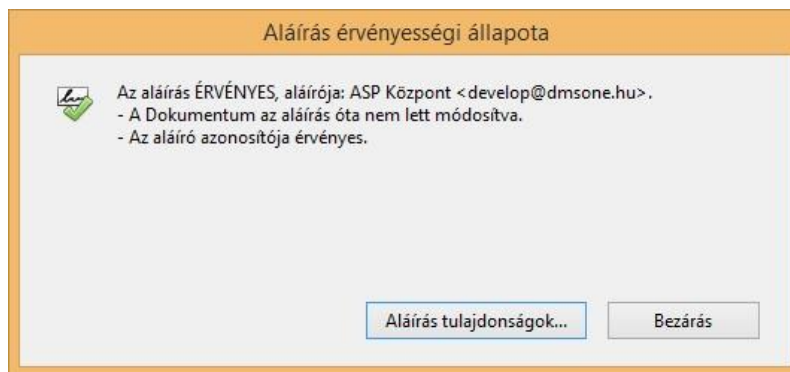 Aláírás érvényességi állapota
Az aláírás ÉRVÉNYES, aláírója: ASP Központ <develop@dmsone.hu>.
- A Dokumentum az aláírás óta nem lett módosítva.
- Az aláíró azonosítója érvényes.
Aláírás tulajdonságok... Bezárás